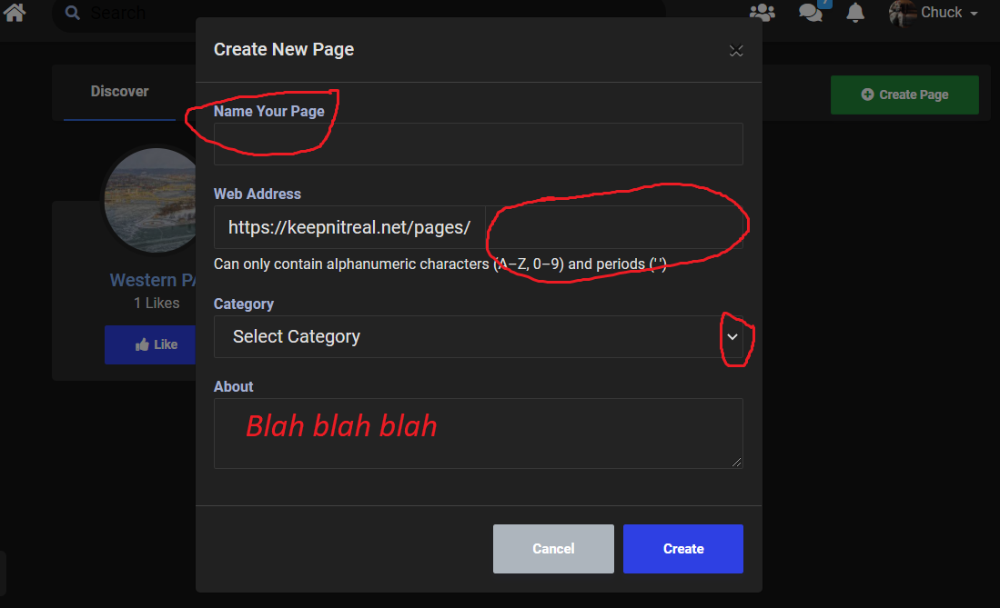 Search
Chuck
Create New Page
Discover
Create Page
Name Your Page
Web Address
https://keepnitreal.net/pages/
Can only contain alphanumeric characters (A–Z, 0–9) and periods ('.')
Western PA
1 Likes
Category
Select Category
Like
About
Blah blah blah
Cancel
Create